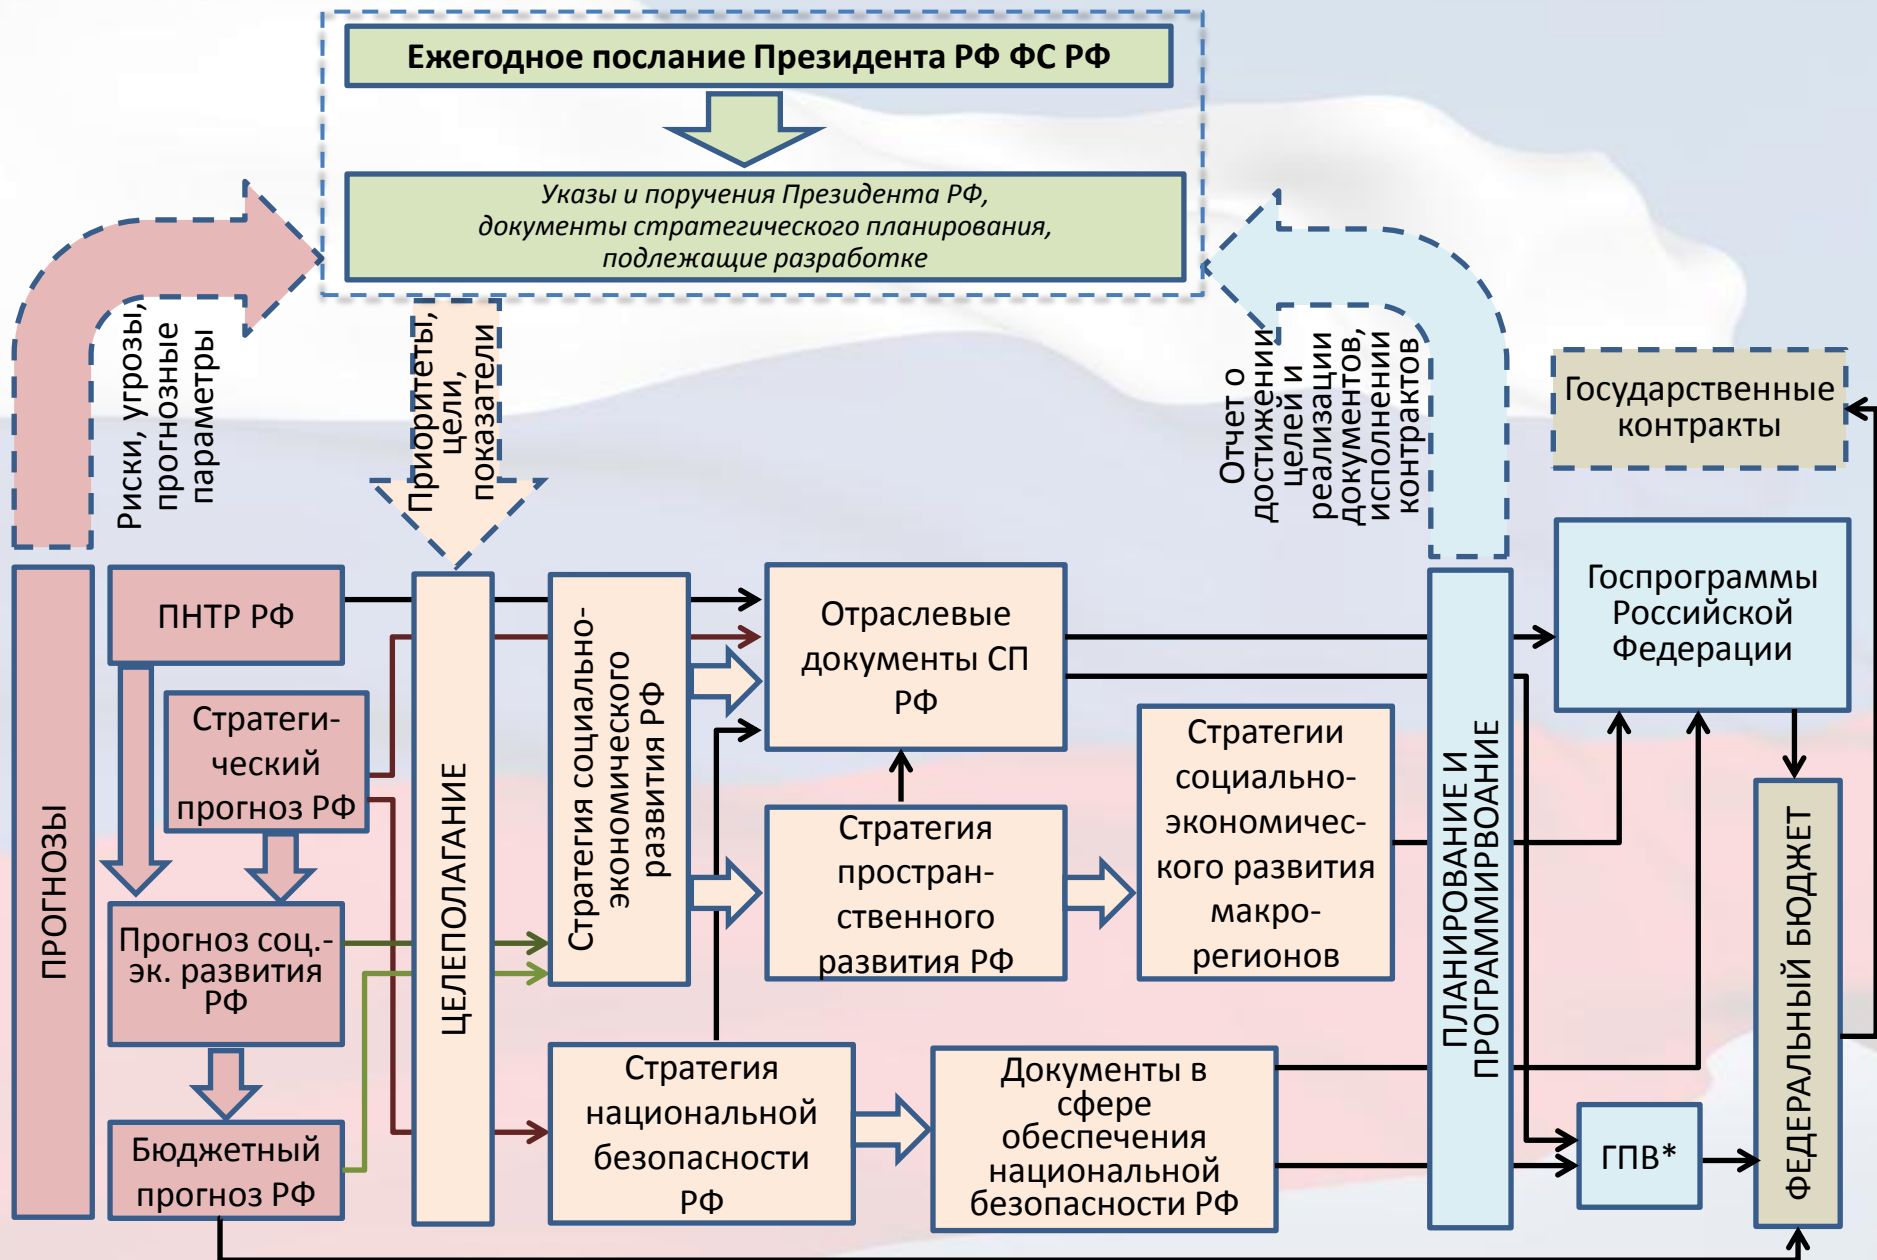 Ежегодное послание Президента РФ ФС РФ
Указы и поручения Президента РФ,
документы стратегического планирования,
подлежащие разработке
Риски, угрозы,
прогнозные
параметры
Приоритеты,
цели,
показатели
Отчет о
достижении
целей и
реализации
документов,
исполнении
контрактов
Государственные
контракты
ПРОГНОЗЫ
ПНТР РФ
Стратеги-
ческий
прогноз РФ
Прогноз соц.-
эк. развития
РФ
Бюджетный
прогноз РФ
ЦЕЛЕПОЛАГАНИЕ
Стратегия социально-
экономического
развития РФ
Отраслевые
документы СП
РФ
Стратегия
простран-
ственного
развития РФ
Стратегии
социально-
экономичес-
кого развития
макро-
регионов
Стратегия
национальной
безопасности
РФ
Документы в
сфере
обеспечения
национальной
безопасности РФ
ПЛАНИРОВАНИЕ И
ПРОГРАММИРВОАНИЕ
Госпрограммы
Российской
Федерации
ГПВ*
ФЕДЕРАЛЬНЫЙ БЮДЖЕТ